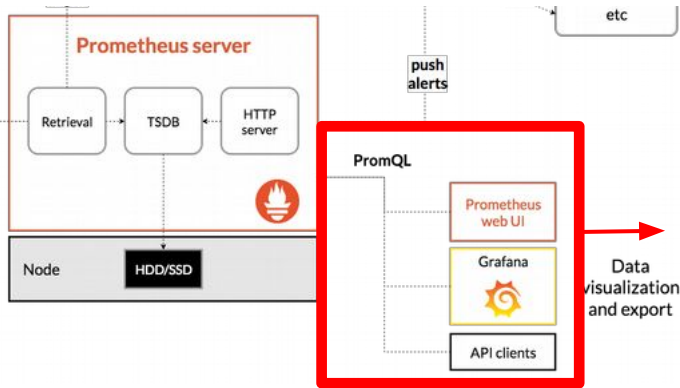 etc
Prometheus server
push
alerts
Retrieval
TSDB
HTTP
server
PromQL
Prometheus
web UI
Node
HDD/SSD
Grafana
Data
visualization
and export
API clients